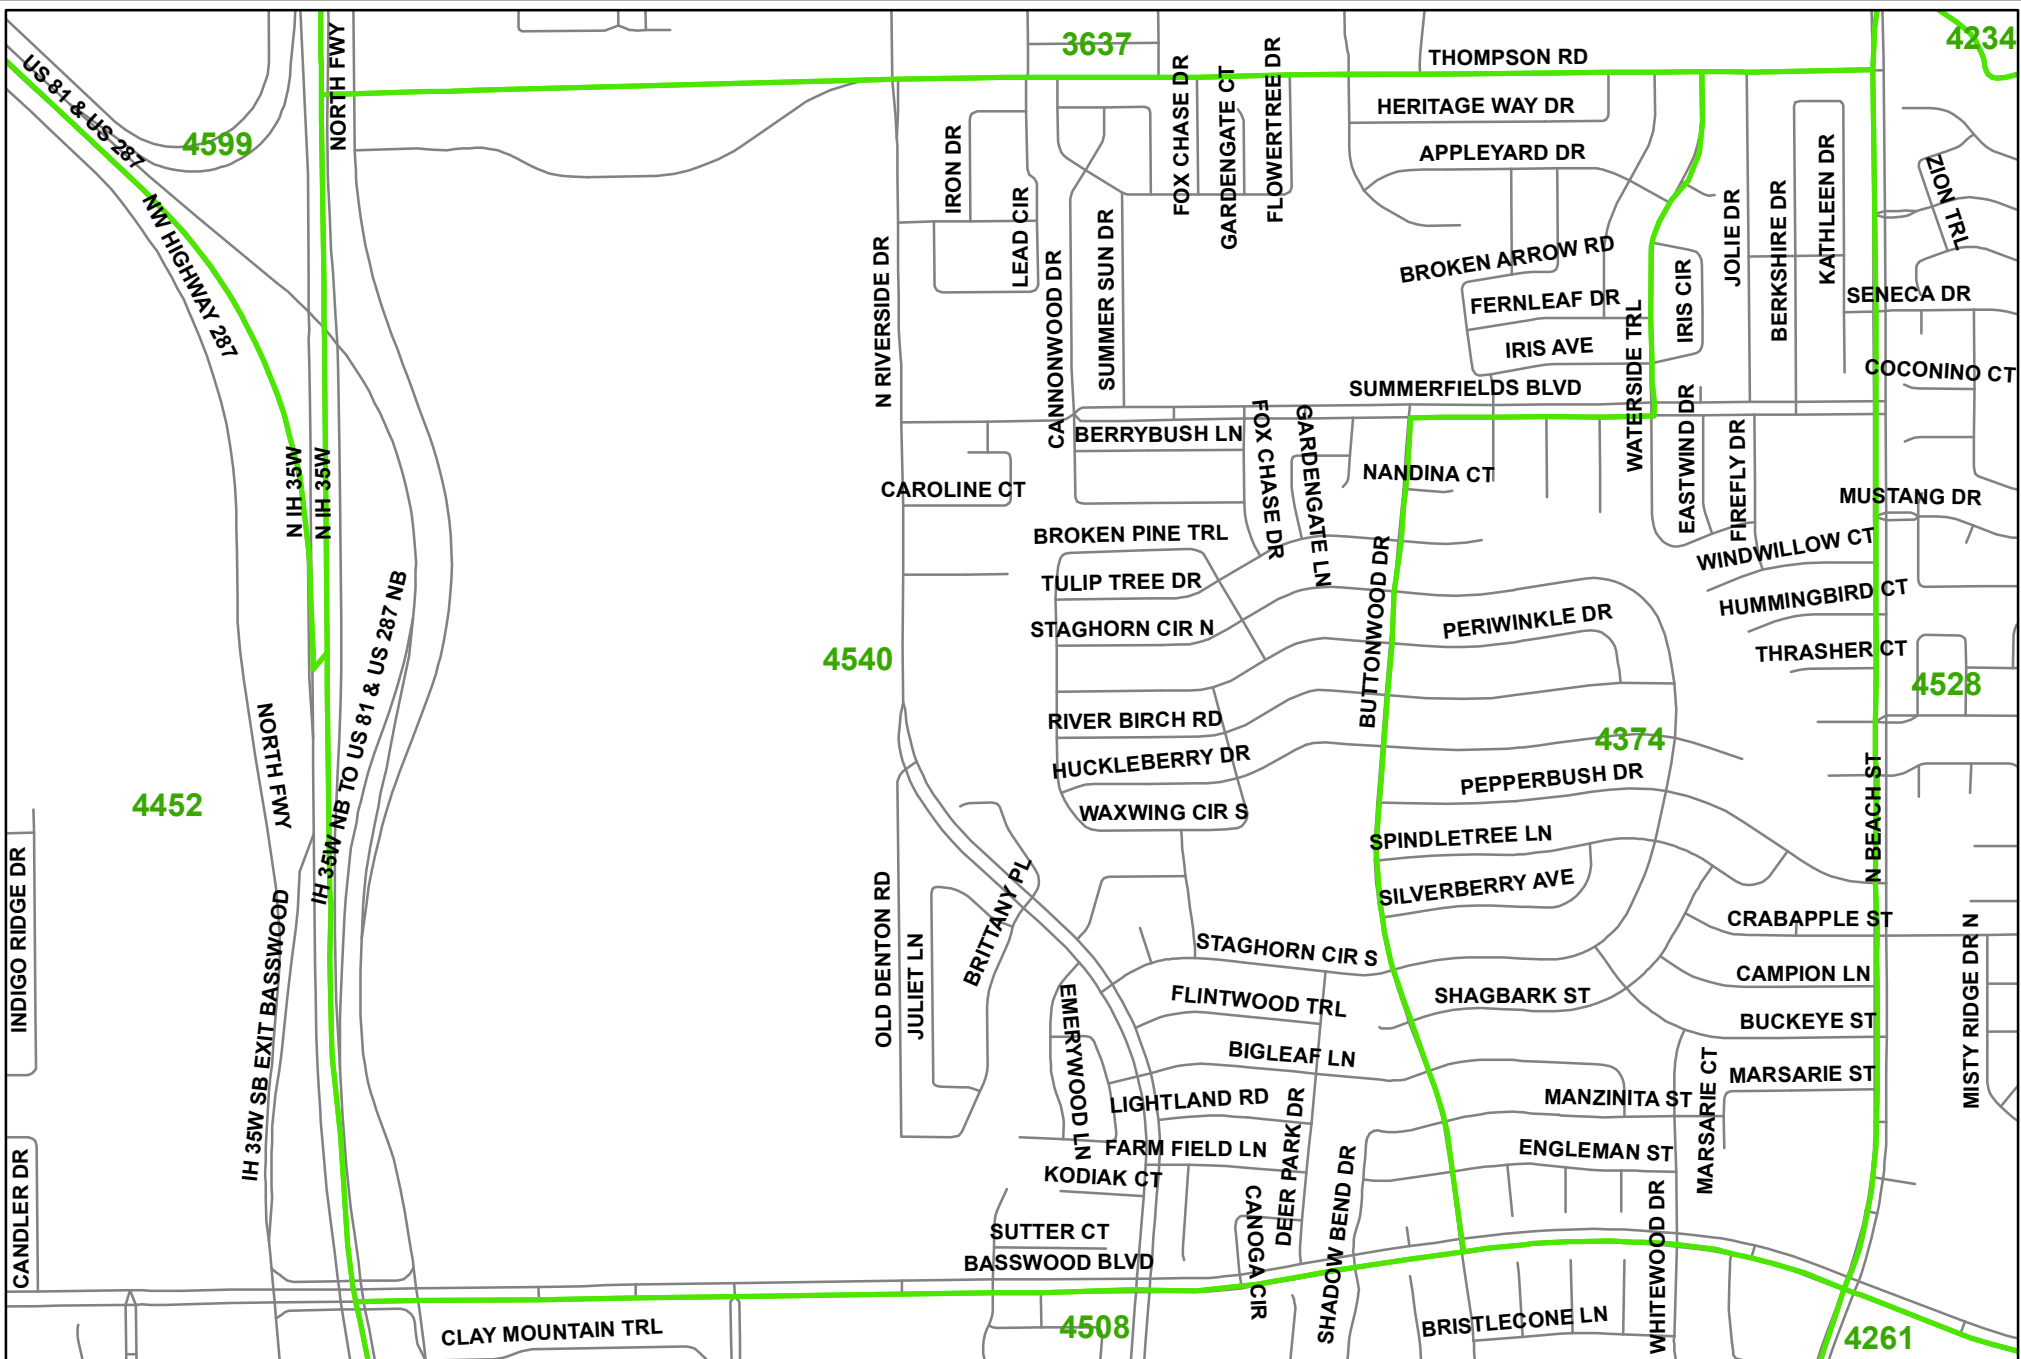 3637
4234
THOMPSON RD
US 81 & US 287
NORTH FWY
4599
FOX CHASE DR
GARDENGATE CT
FLOWERTREE DR
HERITAGE WAY DR
APPLEYARD DR
IRON DR
LEAD CIR
KATHLEEN DR
ZION TRL
NW HIGHWAY 287
N RIVERSIDE DR
CANNONWOOD DR
SUMMER SUN DR
BROKEN ARROW RD
JOLIE DR
BERKSHIRE DR
FERNLEAF DR
IRIS CIR
SENECA DR
IRIS AVE
WATERSIDE TRL
COCONINO CT
SUMMERFIELDS BLVD
BERRYBUSH LN
FOX CHASE DR
GARDENGATE LN
EASTWIND DR
FIREFLY DR
N IH 35W
N IH 35W
CAROLINE CT
NANDINA CT
MUSTANG DR
BROKEN PINE TRL
WINDWILLOW CT
TULIP TREE DR
HUMMINGBIRD CT
STAGHORN CIR N
BUTTONWOOD DR
PERIWINKLE DR
THRASHER CT
4540
4528
IH 35W NB TO US 81 & US 287 NB
NORTH FWY
RIVER BIRCH RD
4374
HUCKLEBERRY DR
PEPPERBUSH DR
4452
WAXWING CIR S
SPINDLETREE LN
N BEACH ST
INDIGO RIDGE DR
SILVERBERRY AVE
OLD DENTON RD
JULIET LN
BRITTANY PL
CRABAPPLE ST
STAGHORN CIR S
CAMPION LN
MISTY RIDGE DR N
IH 35W SB EXIT BASSWOOD
EMERYWOOD LN
FLINTWOOD TRL
SHAGBARK ST
BUCKEYE ST
BIGLEAF LN
MARSARIE CT
MARSARIE ST
LIGHTLAND RD
MANZINITA ST
DEER PARK DR
FARM FIELD LN
ENGLEMAN ST
KODIAK CT
CANDLER DR
CANOGA CIR
SHADOW BEND DR
WHITEWOOD DR
SUTTER CT
BASSWOOD BLVD
CLAY MOUNTAIN TRL
4508
BRISTLECONE LN
4261